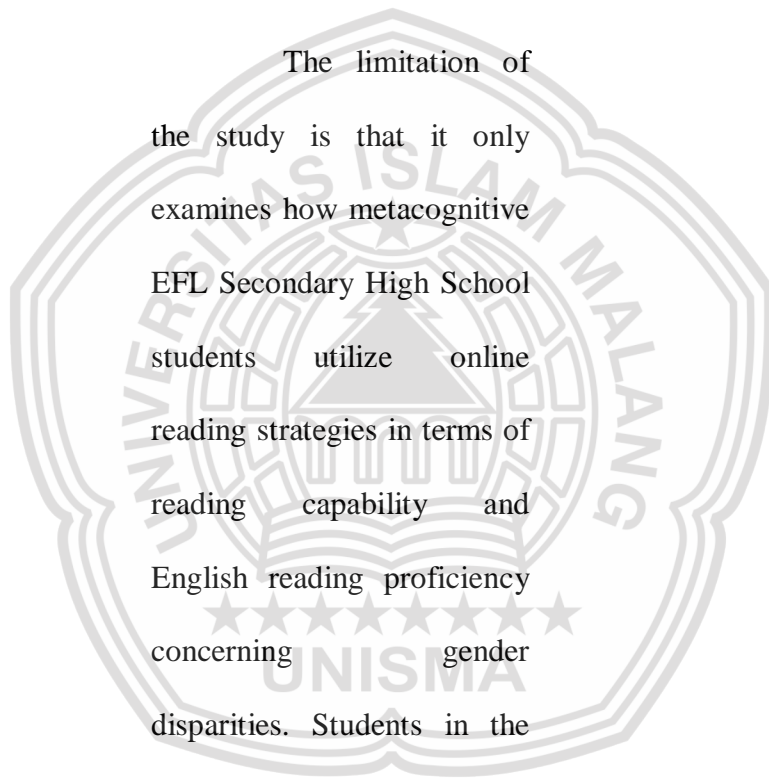 The limitation of
the study is that it only
examines how metacognitive
EFL Secondary High School
students utilize online
reading strategies in terms of
reading capability and
English reading proficiency
concerning gender
disparities. Students in the
UNIVERSITAS ISLAM MALANG
UNISMA